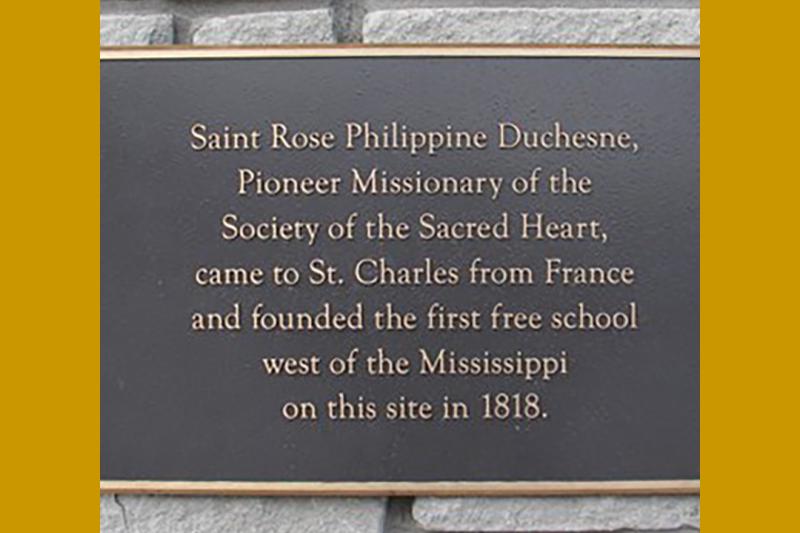 Saint Rose Philippine Duchesne,
Pioneer Missionary of the
Society of the Sacred Heart,
came to St. Charles from France
and founded the first free school
west of the Mississippi
on this site in 1818.